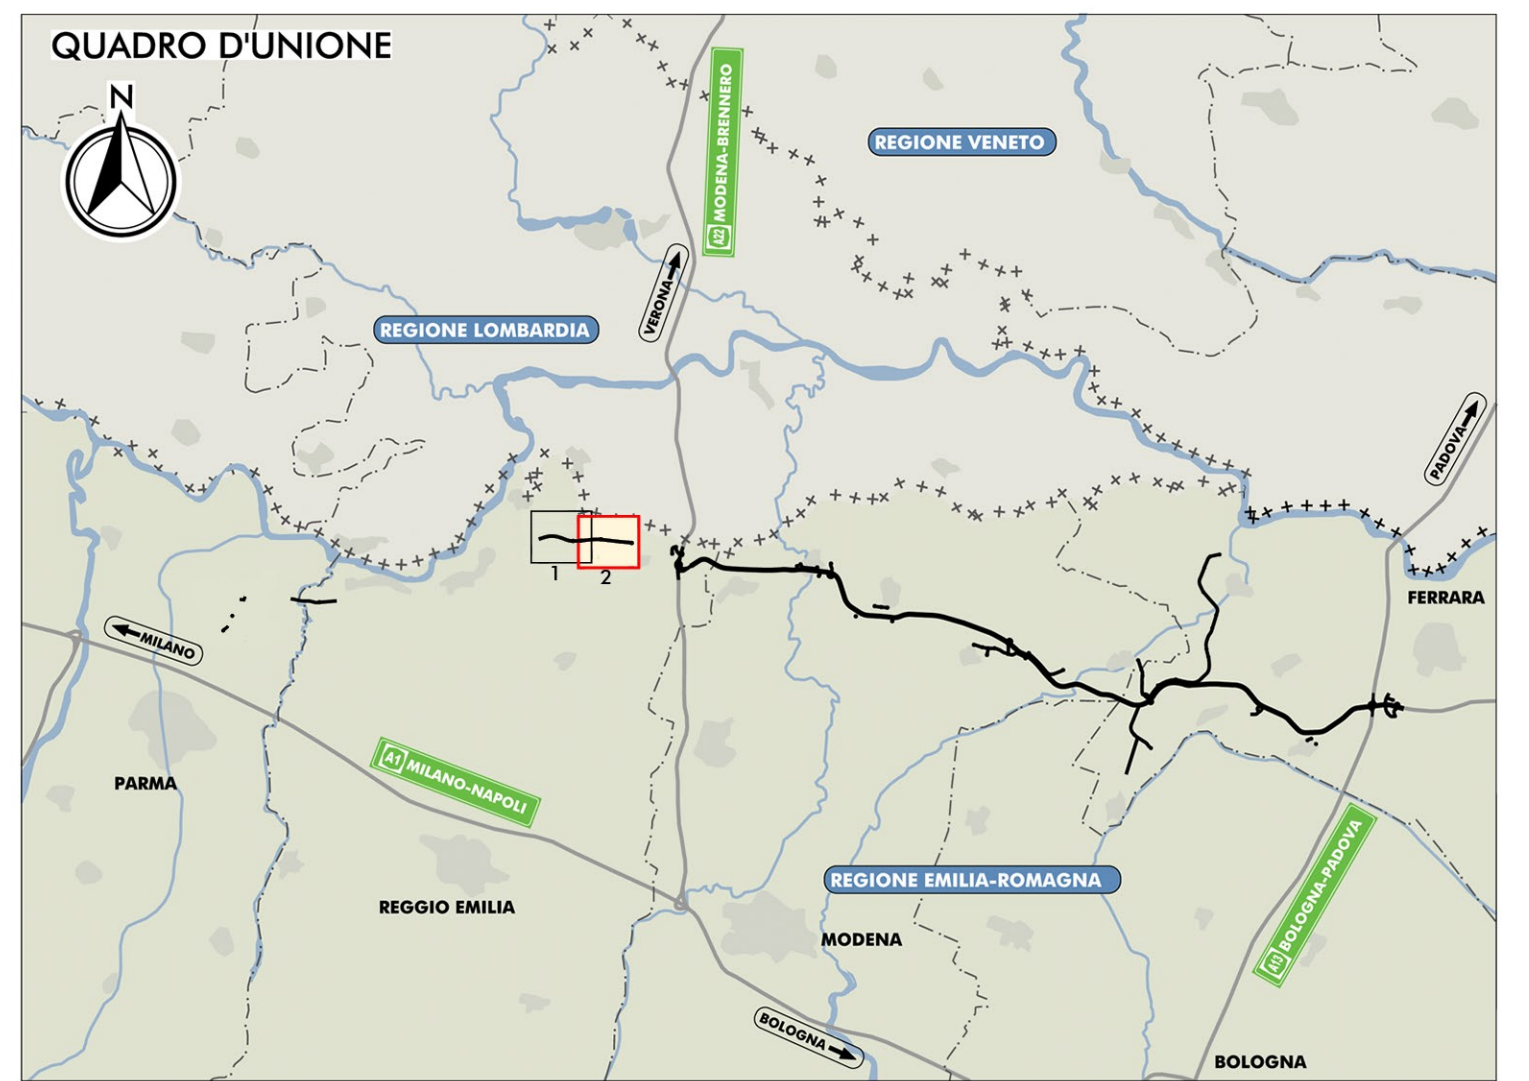 QUADRO D'UNIONE
N
A22 MODENA-BRENNERO
REGIONE VENETO
VERONA
REGIONE LOMBARDIA
PADOVA
1
2
FERRARA
MILANO
PARMA
A1 MILANO-NAPOLI
REGIONE EMILIA-ROMAGNA
A13 BOLOGNA-PADOVA
REGGIO EMILIA
MODENA
BOLOGNA
BOLOGNA